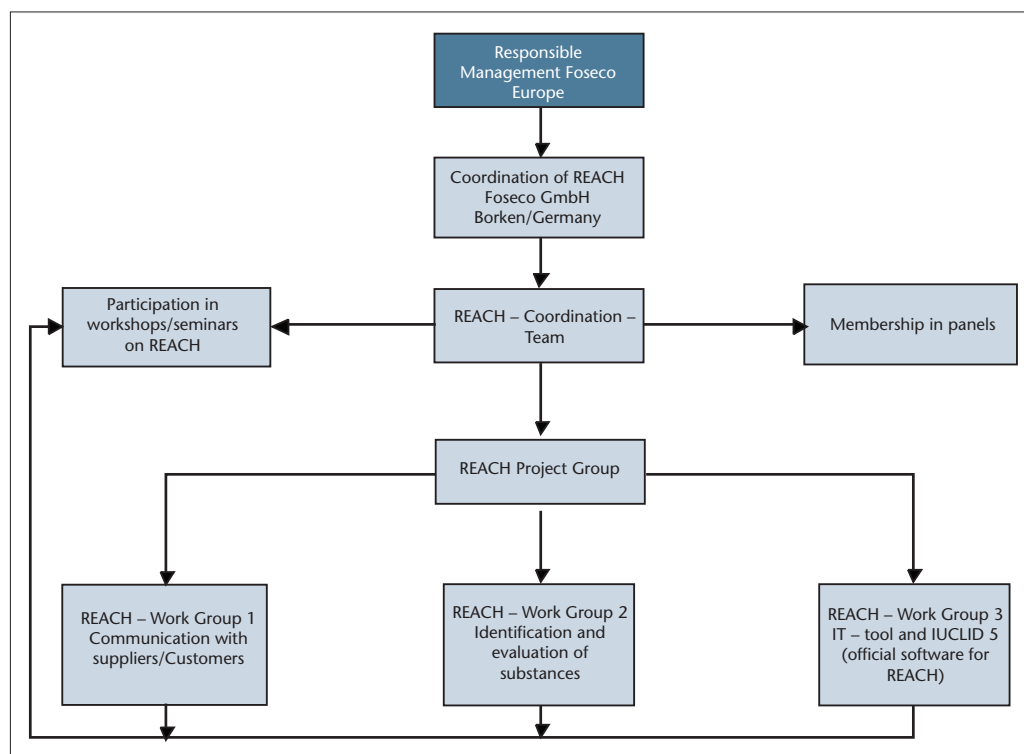 Responsible
Management Foseco
Europe
Coordination of REACH
Foseco GmbH
Borken/Germany
Participation in
workshops/seminars
on REACH
REACH – Coordination –
Team
Membership in panels
REACH Project Group
REACH – Work Group 1
Communication with
suppliers/Customers
REACH – Work Group 2
Identification and
evaluation of
substances
REACH – Work Group 3
IT – tool and IUCLID 5
(official software for
REACH)